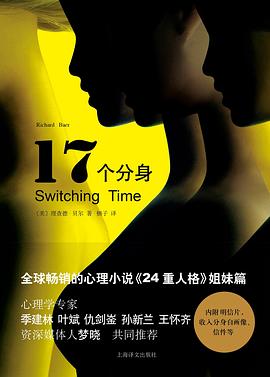 Richard Baer
17个分身
Switching Time
（美）理查德·贝尔 著 楠子 译
全球畅销的心理小说《24重人格》姐妹篇
心理学专家
季建林 叶斌 仇剑崟 孙新兰 王怀齐
资深媒体人梦晓 共同推荐
内附明信片，
收入分身自画像、
信件等
上海译文出版社